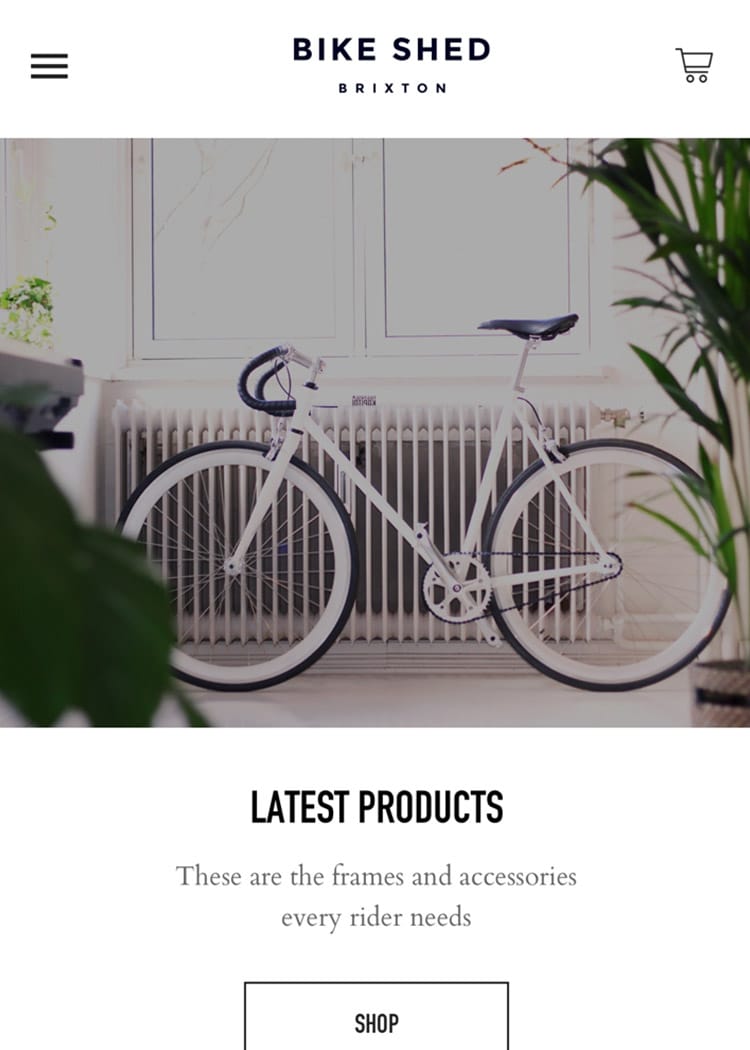 BIKE SHED
BRIXTON
LATEST PRODUCTS
These are the frames and accessories
every rider needs
SHOP